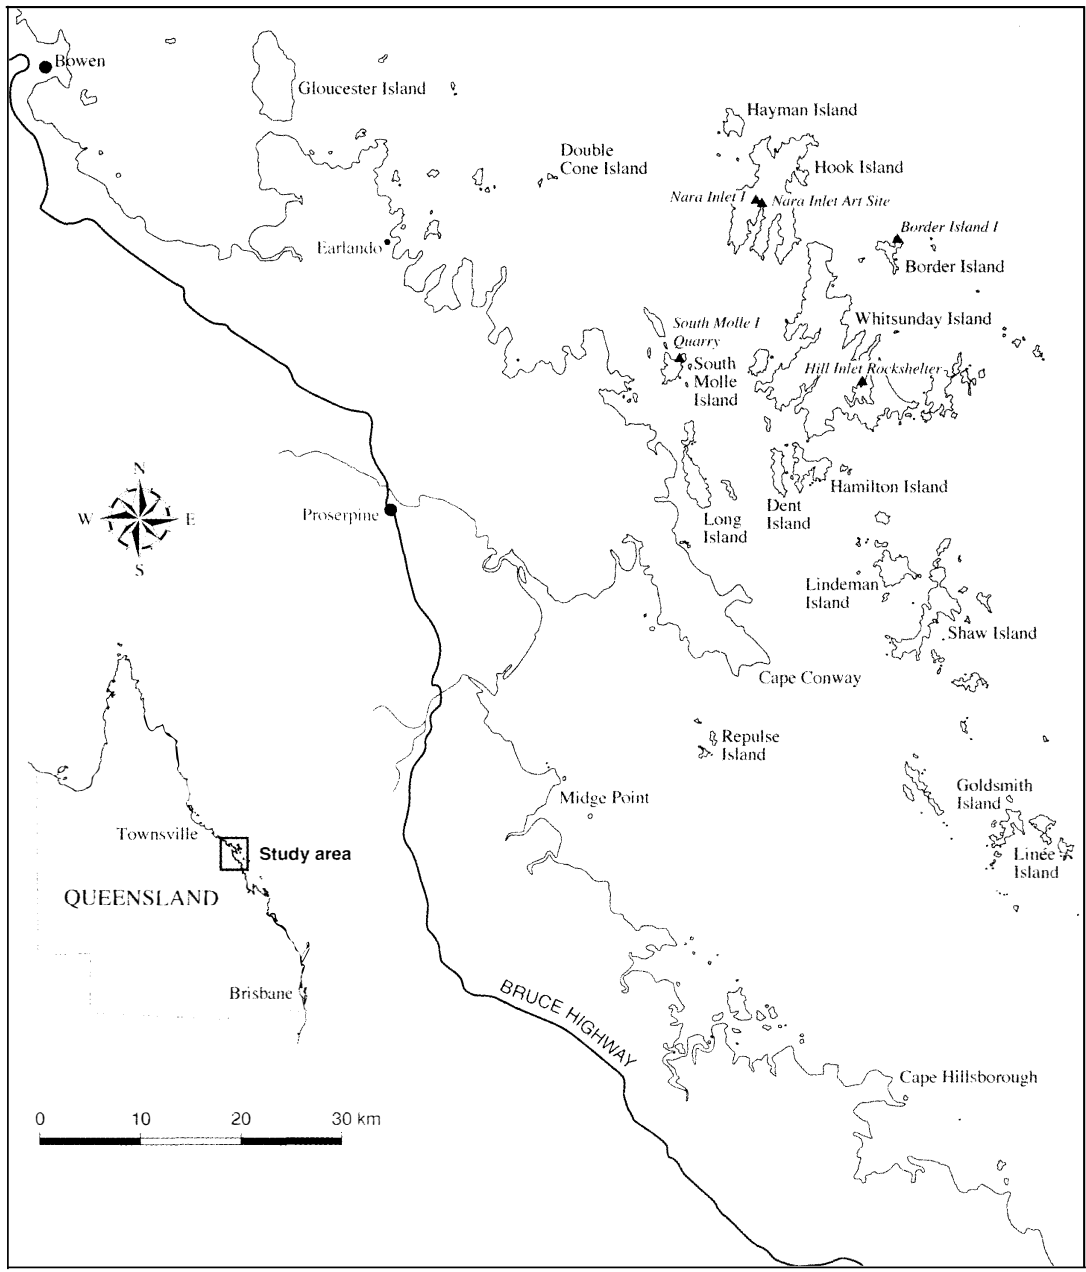 Bowen
Gloucester Island
Hayman Island
Double
Cone Island
Hook Island
Nara Inlet I
Nara Inlet Art Site
Border Island I
Earlando
Border Island
South Molle I
Quarry
Whitsunday Island
South
Molle
Island
Hill Inlet Rockshelter
N
W
E
S
Proserpine
Hamilton Island
Dent
Island
Long
Island
Lindeman
Island
Shaw Island
Cape Conway
Repulse
Island
Goldsmith
Island
Midge Point
Linée
Island
Townsville
Study area
QUEENSLAND
Brisbane
BRUCE HIGHWAY
Cape Hillsborough
0 10 20 30 km